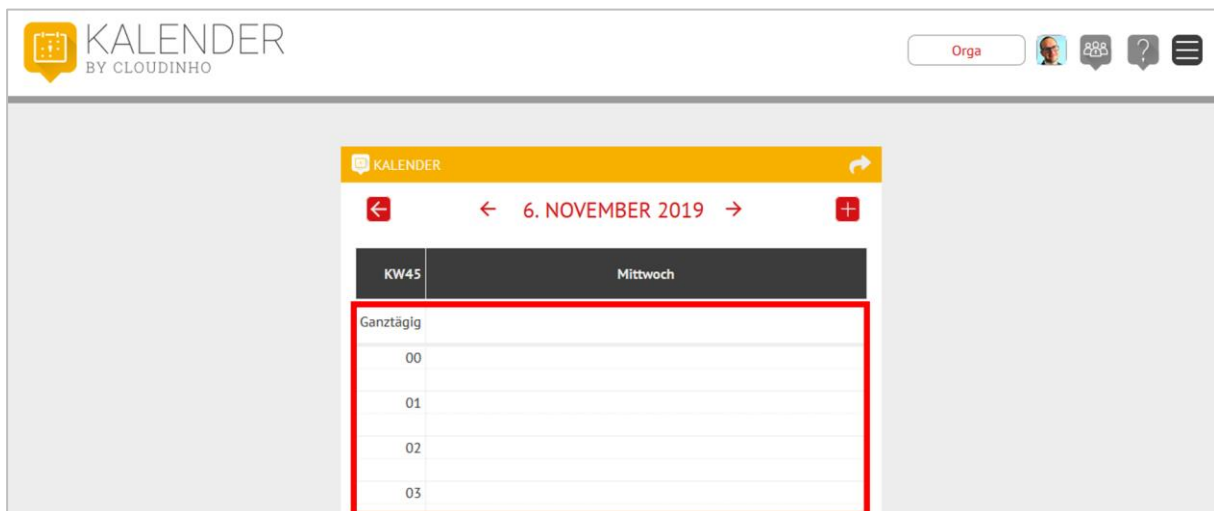 KALENDER
BY CLOUDINHO
Orga
?
KALENDER
← 6. NOVEMBER 2019 →
KW45 Mittwoch
Ganztägig
00
01
02
03